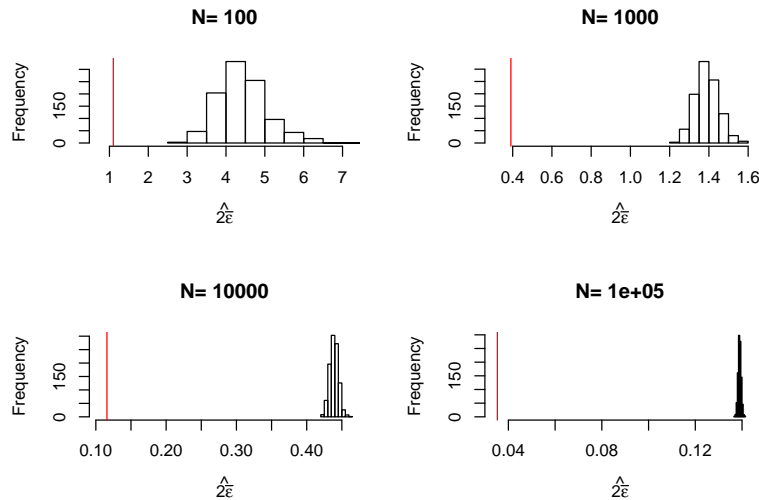 N= 100
Frequency
0 150
1 2 3 4 5 6 7
2ε̂
N= 1000
Frequency
0 150
0.4 0.6 0.8 1.0 1.2 1.4 1.6
2ε̂
N= 10000
Frequency
0 150
0.10 0.20 0.30 0.40
2ε̂
N= 1e+05
Frequency
0 150
0.04 0.08 0.12
2ε̂